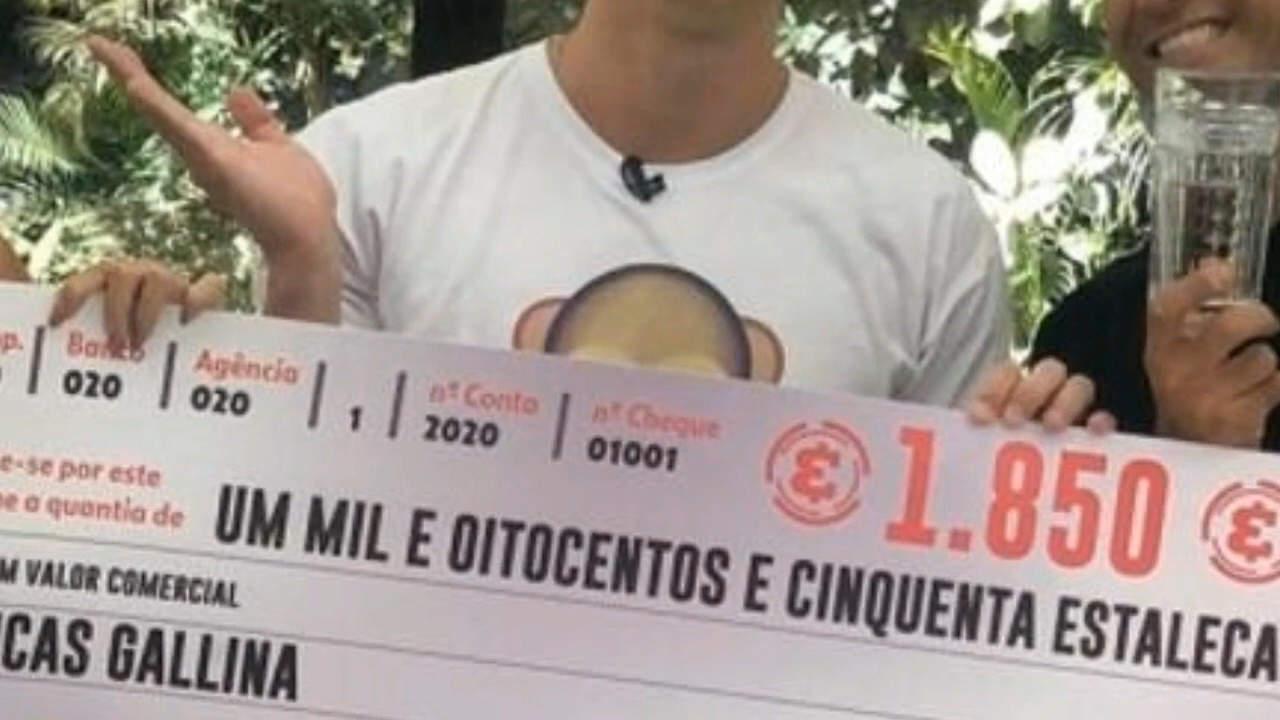 p. Banco Agência nº Conta nº Cheque
020 020 1 2020 01001
1.850
e-se por este
e a quantia de UM MIL E OITOCENTOS E CINQUENTA ESTALECA
M VALOR COMERCIAL
CAS GALLINA